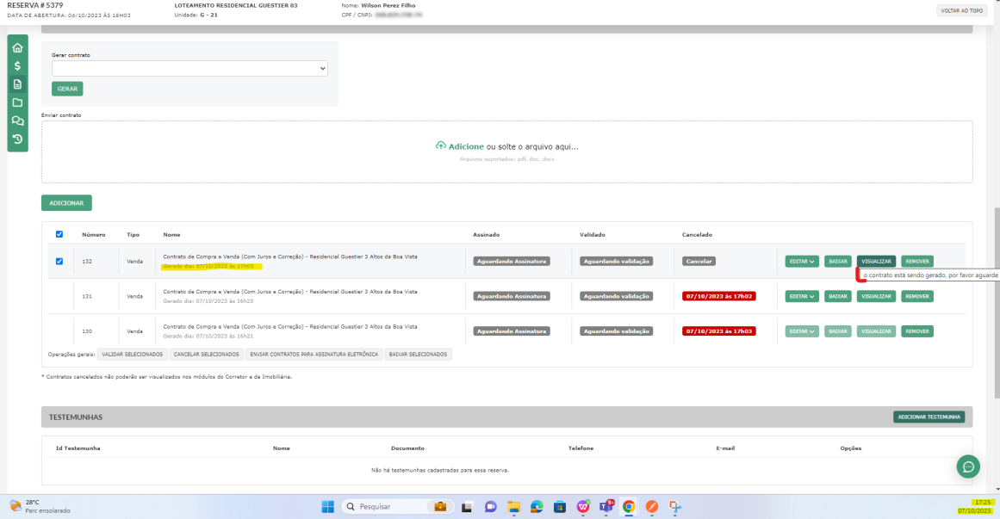 RESERVA # 5379
DATA DE ABERTURA: 06/10/2023 ÀS 18H03
LOTEAMENTO RESIDENCIAL GUESTIER 03
Unidade: G - 21
Nome: Wilson Perez Filho
CPF / CNPJ:
VOLTAR AO TOPO
Gerar contrato
GERAR
Enviar contrato
Adicione ou solte o arquivo aqui...
Arquivos suportados: pdf, doc, docx
ADICIONAR
Número Tipo Nome Assinado Validado Cancelado
132 Venda Contrato de Compra e Venda (Com Juros e Correção) - Residencial Guestier 3 Altos da Boa Vista Aguardando Assinatura Aguardando validação Cancelar EDITAR BAIXAR VISUALIZAR REMOVER
Gerado dia: 07/10/2023 às 17h03
o contrato está sendo gerado, por favor aguarde
131 Venda Contrato de Compra e Venda (Com Juros e Correção) - Residencial Guestier 3 Altos da Boa Vista Aguardando Assinatura Aguardando validação 07/10/2023 às 17h02 EDITAR BAIXAR VISUALIZAR REMOVER
Gerado dia: 07/10/2023 às 16h25
130 Venda Contrato de Compra e Venda (Com Juros e Correção) - Residencial Guestier 3 Altos da Boa Vista Aguardando Assinatura Aguardando validação 07/10/2023 às 17h03 EDITAR BAIXAR VISUALIZAR REMOVER
Gerado dia: 07/10/2023 às 16h21
Operações gerais: VALIDAR SELECIONADOS CANCELAR SELECIONADOS ENVIAR CONTRATOS PARA ASSINATURA ELETRÔNICA BAIXAR SELECIONADOS
* Contratos cancelados não poderão ser visualizados nos módulos do Corretor e da Imobiliária.
TESTEMUNHAS
ADICIONAR TESTEMUNHA
Id Testemunha Nome Documento Telefone E-mail Opções
Não há testemunhas cadastradas para essa reserva.
28°C
Parc ensolarado
Pesquisar
9+
17:25
07/10/2023